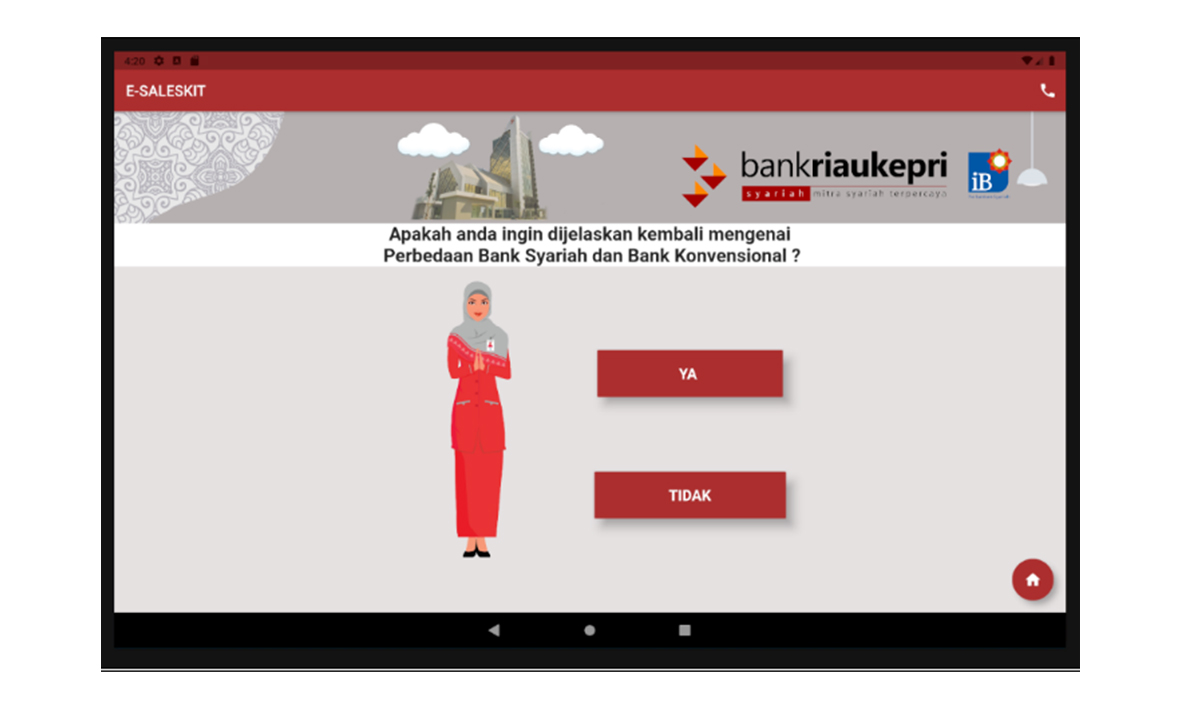 4:20
E-SALESKIT
bankriaukepri
syariah mitra syariah terpercaya
iB
Apakah anda ingin dijelaskan kembali mengenai
Perbedaan Bank Syariah dan Bank Konvensional ?
YA
TIDAK